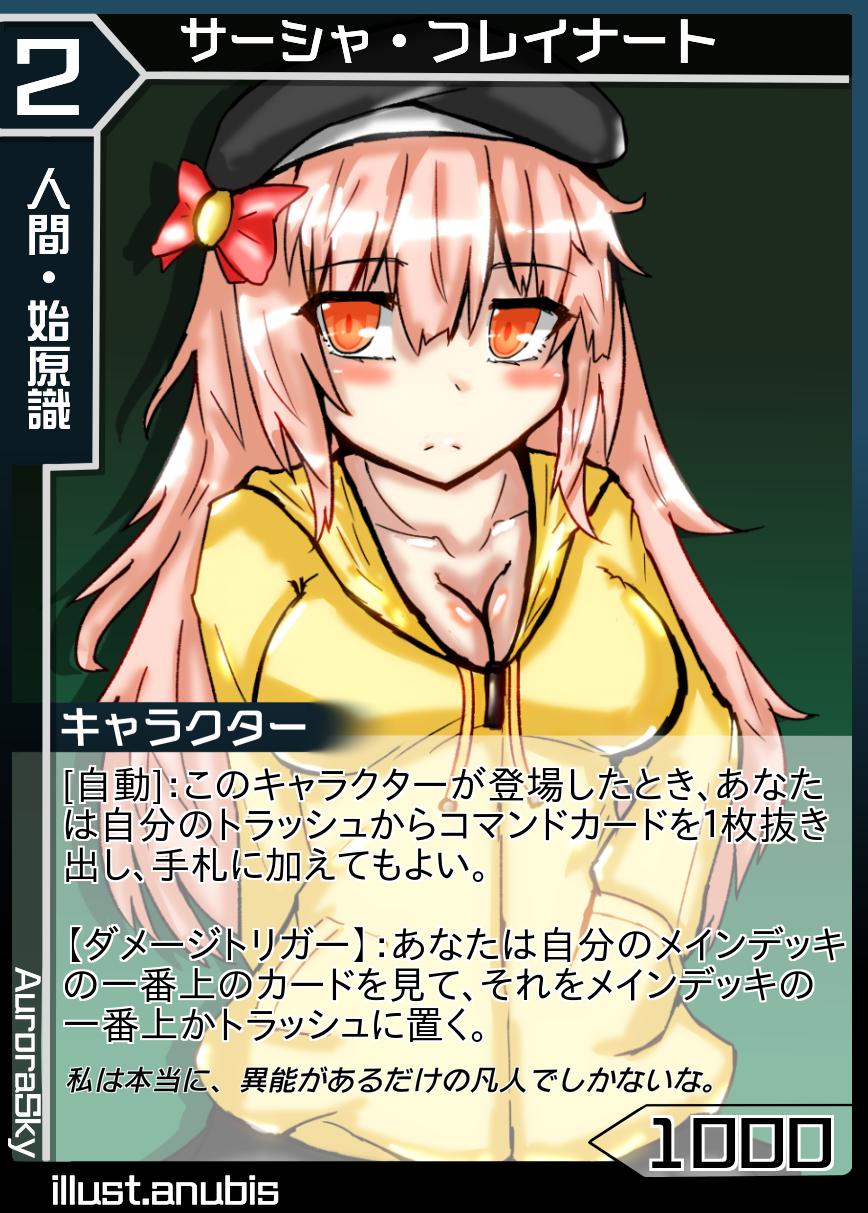 2
サーシャ・フレイナート
人間・始原識
キャラクター
[自動]:このキャラクターが登場したとき、あなた
は自分のトラッシュからコマンドカードを1枚抜き
出し、手札に加えてもよい。
【ダメージトリガー】:あなたは自分のメインデッキ
の一番上のカードを見て、それをメインデッキの
一番上かトラッシュに置く。
私は本当に、異能があるだけの凡人でしかないな。
AuroraSky
1000
illust.anubis